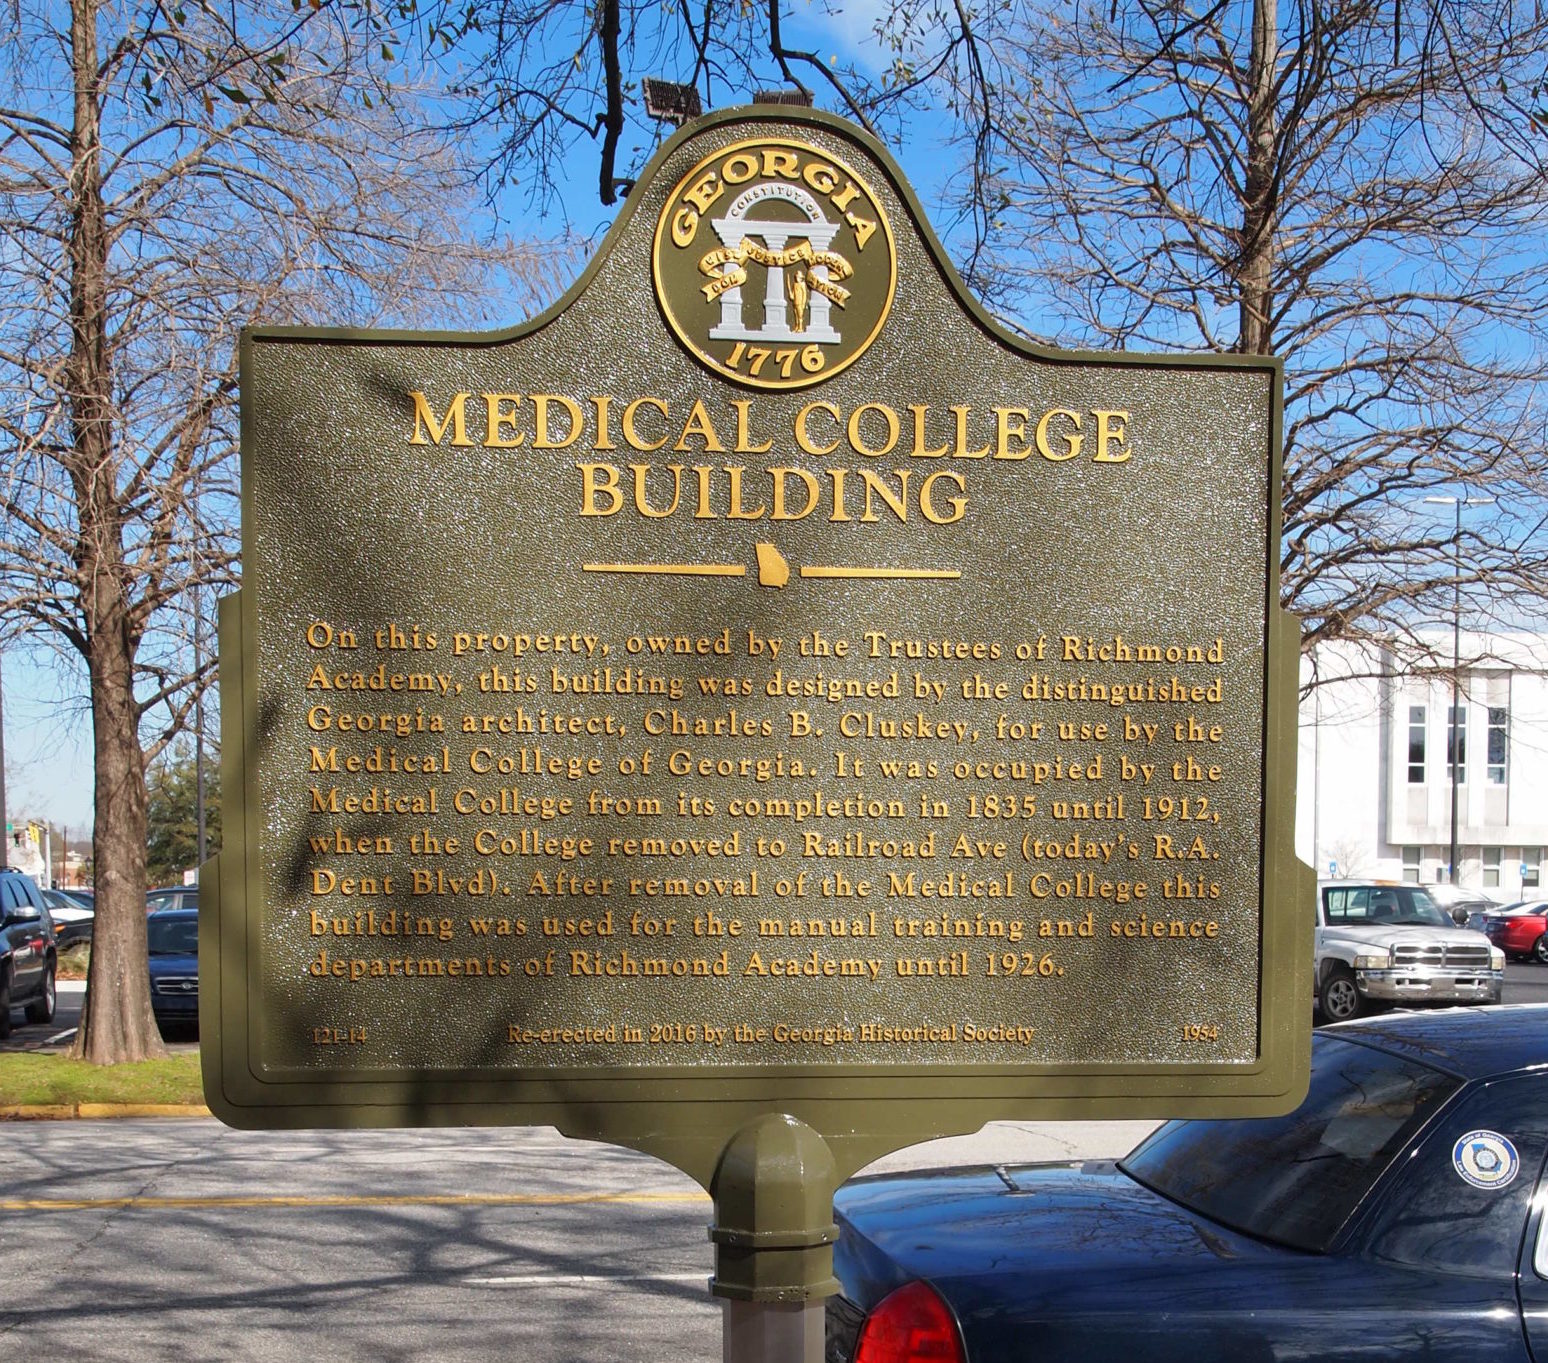 GEORGIA
CONSTITUTION
1776
MEDICAL COLLEGE
BUILDING
On this property, owned by the Trustees of Richmond
Academy, this building was designed by the distinguished
Georgia architect, Charles B. Cluskey, for use by the
Medical College of Georgia. It was occupied by the
Medical College from its completion in 1835 until 1912,
when the College removed to Railroad Ave (today's R.A.
Dent Blvd). After removal of the Medical College this
building was used for the manual training and science
departments of Richmond Academy until 1926.
121-14 Re-erected in 2016 by the Georgia Historical Society 1954